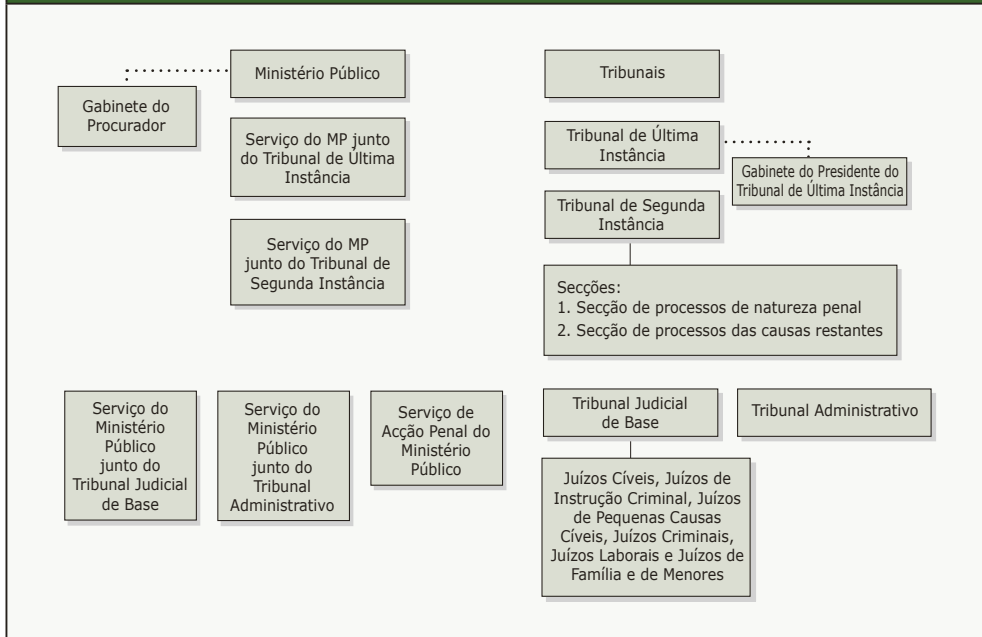 Ministério Público
Gabinete do
Procurador
Serviço do MP junto
do Tribunal de Última
Instância
Serviço do MP
junto do Tribunal de
Segunda Instância
Tribunais
Tribunal de Última
Instância
Gabinete do Presidente do
Tribunal de Última Instância
Tribunal de Segunda
Instância
Secções:
1. Secção de processos de natureza penal
2. Secção de processos das causas restantes
Serviço do
Ministério
Público
junto do
Tribunal Judicial
de Base
Serviço do
Ministério
Público
junto do
Tribunal
Administrativo
Serviço de
Acção Penal do
Ministério
Público
Tribunal Judicial
de Base
Tribunal Administrativo
Juízos Cíveis, Juízos de
Instrução Criminal, Juízos
de Pequenas Causas
Cíveis, Juízos Criminais,
Juízos Laborais e Juízos de
Família e de Menores